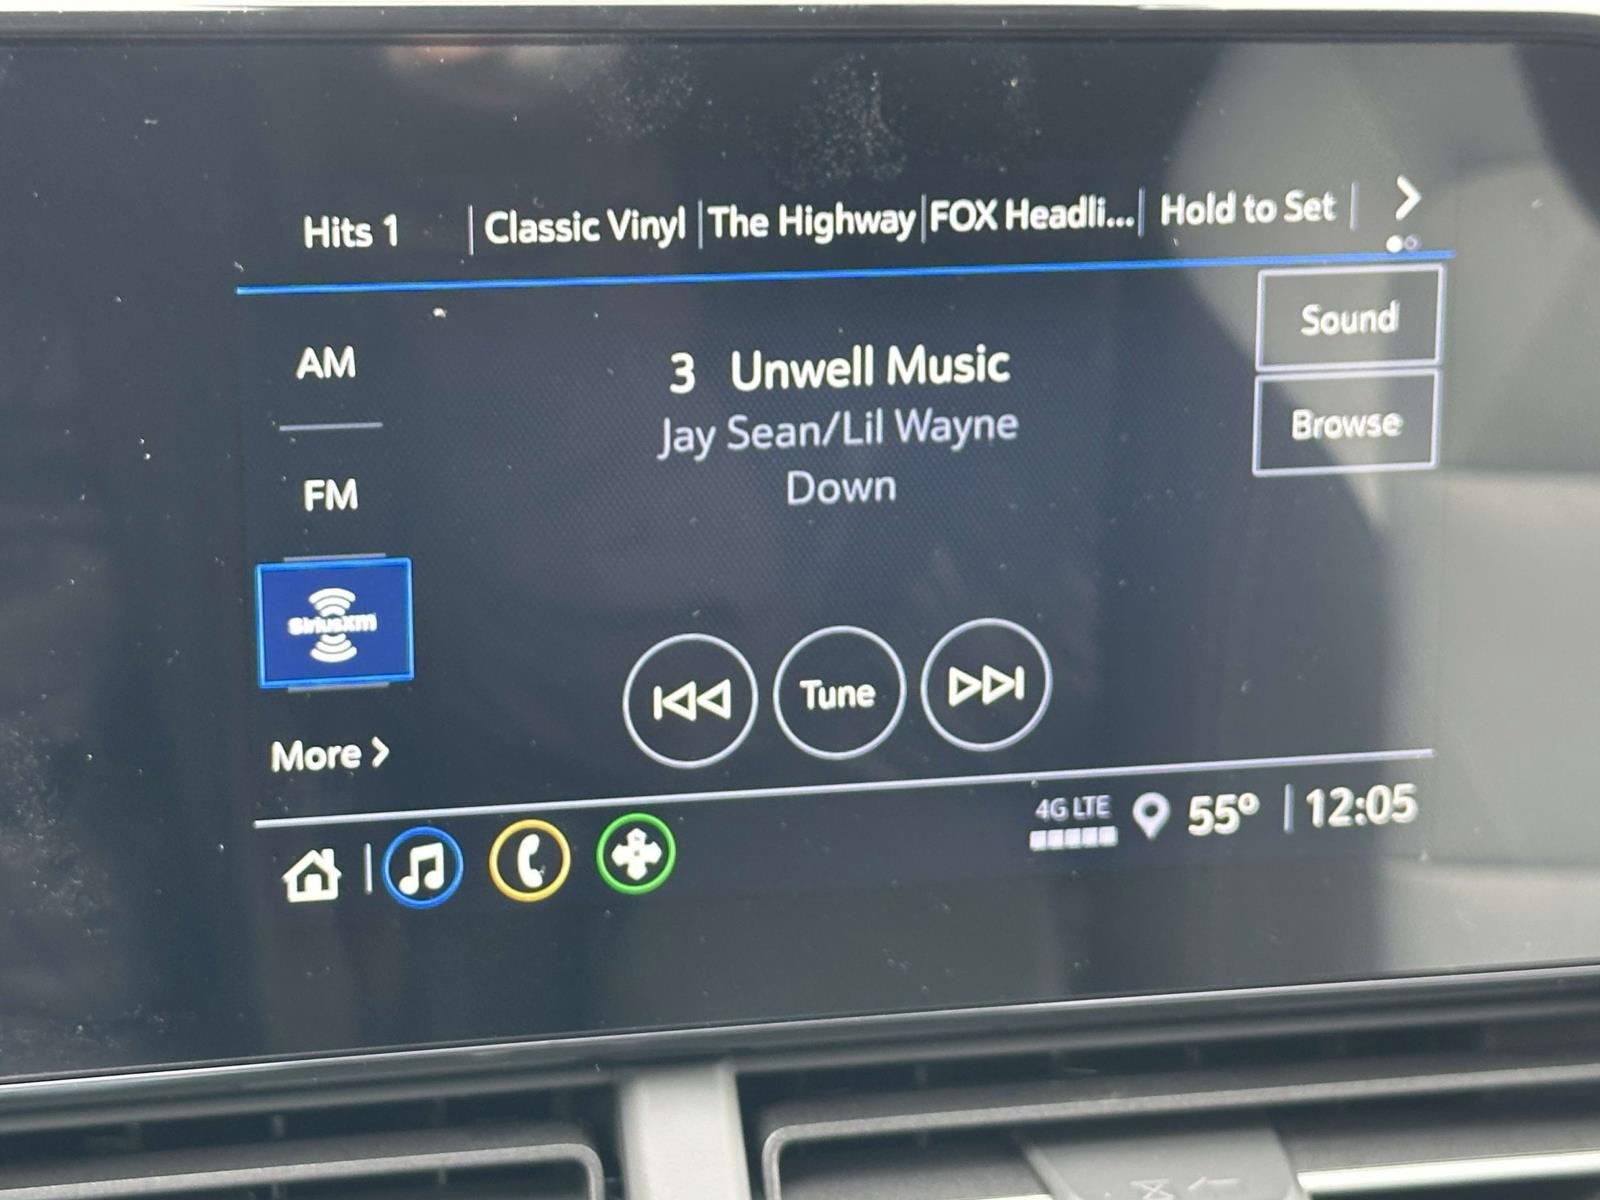 Hits 1 Classic Vinyl The Highway FOX Headli... Hold to Set
Sound
AM
3 Unwell Music
Jay Sean/Lil Wayne
Browse
Down
FM
SiriusXM
Tune
More
4G LTE 55° 12:05